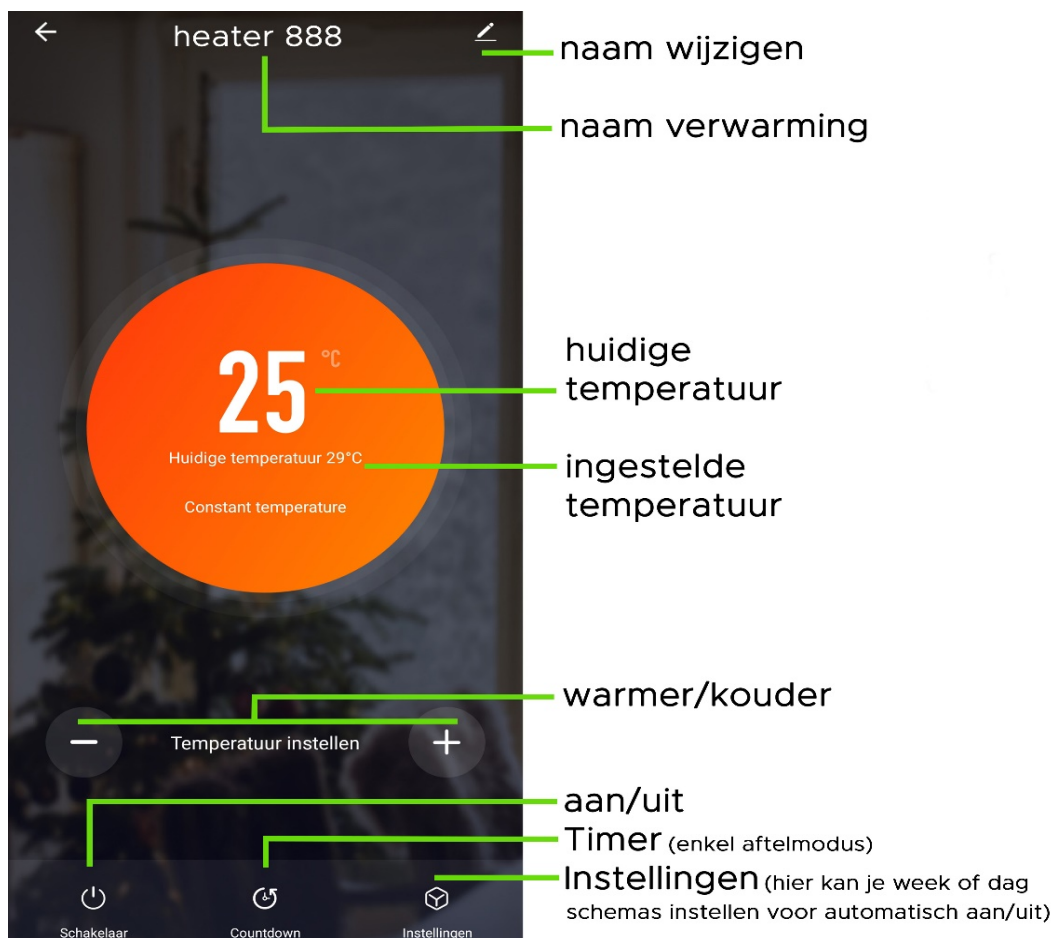 heater 888
naam wijzigen
naam verwarming
25 °C
huidige
temperatuur
Huidige temperatuur 29°C
ingestelde
temperatuur
Constant temperature
warmer/kouder
Temperatuur instellen
aan/uit
Timer (enkel aftelmodus)
Instellingen (hier kan je week of dag
schemas instellen voor automatisch aan/uit)
Schakelaar
Countdown
Instellingen